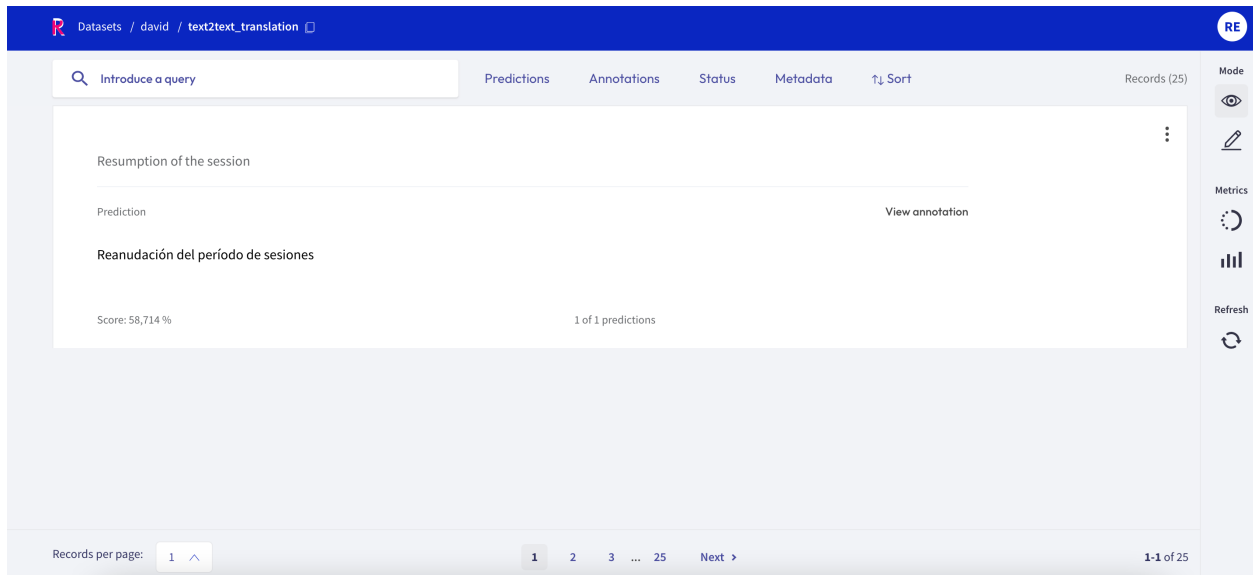 R Datasets / david / text2text_translation RE
Introduce a query Predictions Annotations Status Metadata ↑↓ Sort Records (25) Mode
Resumption of the session
Metrics
Prediction View annotation
Reanudación del período de sesiones
Refresh
Score: 58,714 % 1 of 1 predictions
Records per page: 1 1 2 3 ... 25 Next > 1-1 of 25